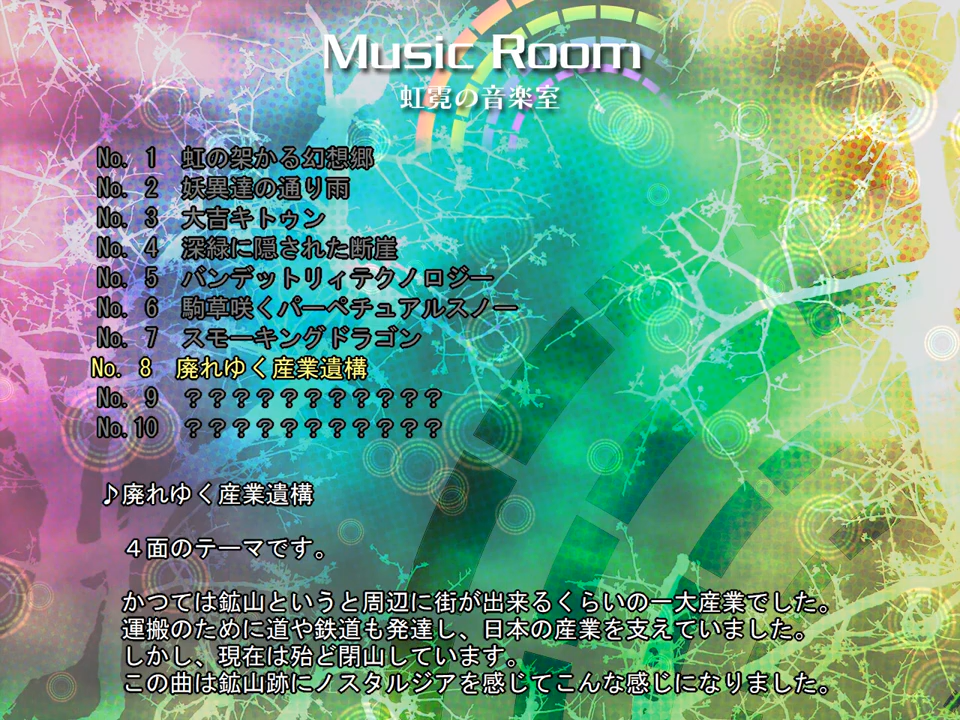 Music Room
虹霓の音楽室
No. 1 虹の架かる幻想郷
No. 2 妖異達の通り雨
No. 3 大吉キトゥン
No. 4 深緑に隠された断崖
No. 5 バンデットリィテクノロジー
No. 6 駒草咲くパーペチュアルスノー
No. 7 スモーキングドラゴン
No. 8 廃れゆく産業遺構
No. 9 ？？？？？？？？？？？
No.10 ？？？？？？？？？？？
♪廃れゆく産業遺構
４面のテーマです。
かつては鉱山というと周辺に街が出来るくらいの一大産業でした。
運搬のために道や鉄道も発達し、日本の産業を支えていました。
しかし、現在は殆ど閉山しています。
この曲は鉱山跡にノスタルジアを感じてこんな感じになりました。